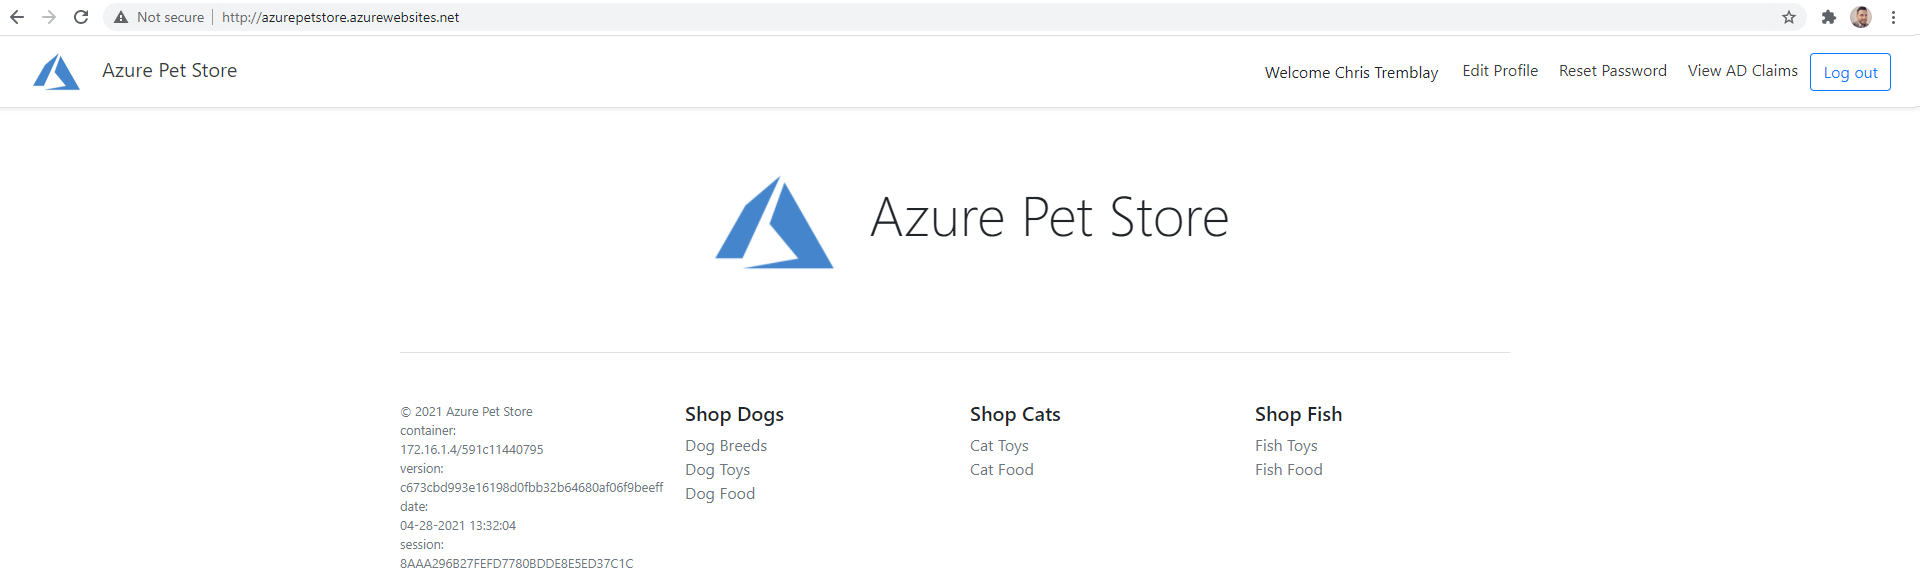 Not secure | http://azurepetstore.azurewebsites.net
Azure Pet Store
Welcome Chris Tremblay Edit Profile Reset Password View AD Claims Log out
Azure Pet Store
© 2021 Azure Pet Store
container:
172.16.1.4/591c11440795
version:
c673cbd993e16198d0fbb32b64680af06f9beeff
date:
04-28-2021 13:32:04
session:
8AAA296B27FEFD7780BDDE8E5ED37C1C
Shop Dogs
Dog Breeds
Dog Toys
Dog Food
Shop Cats
Cat Toys
Cat Food
Shop Fish
Fish Toys
Fish Food